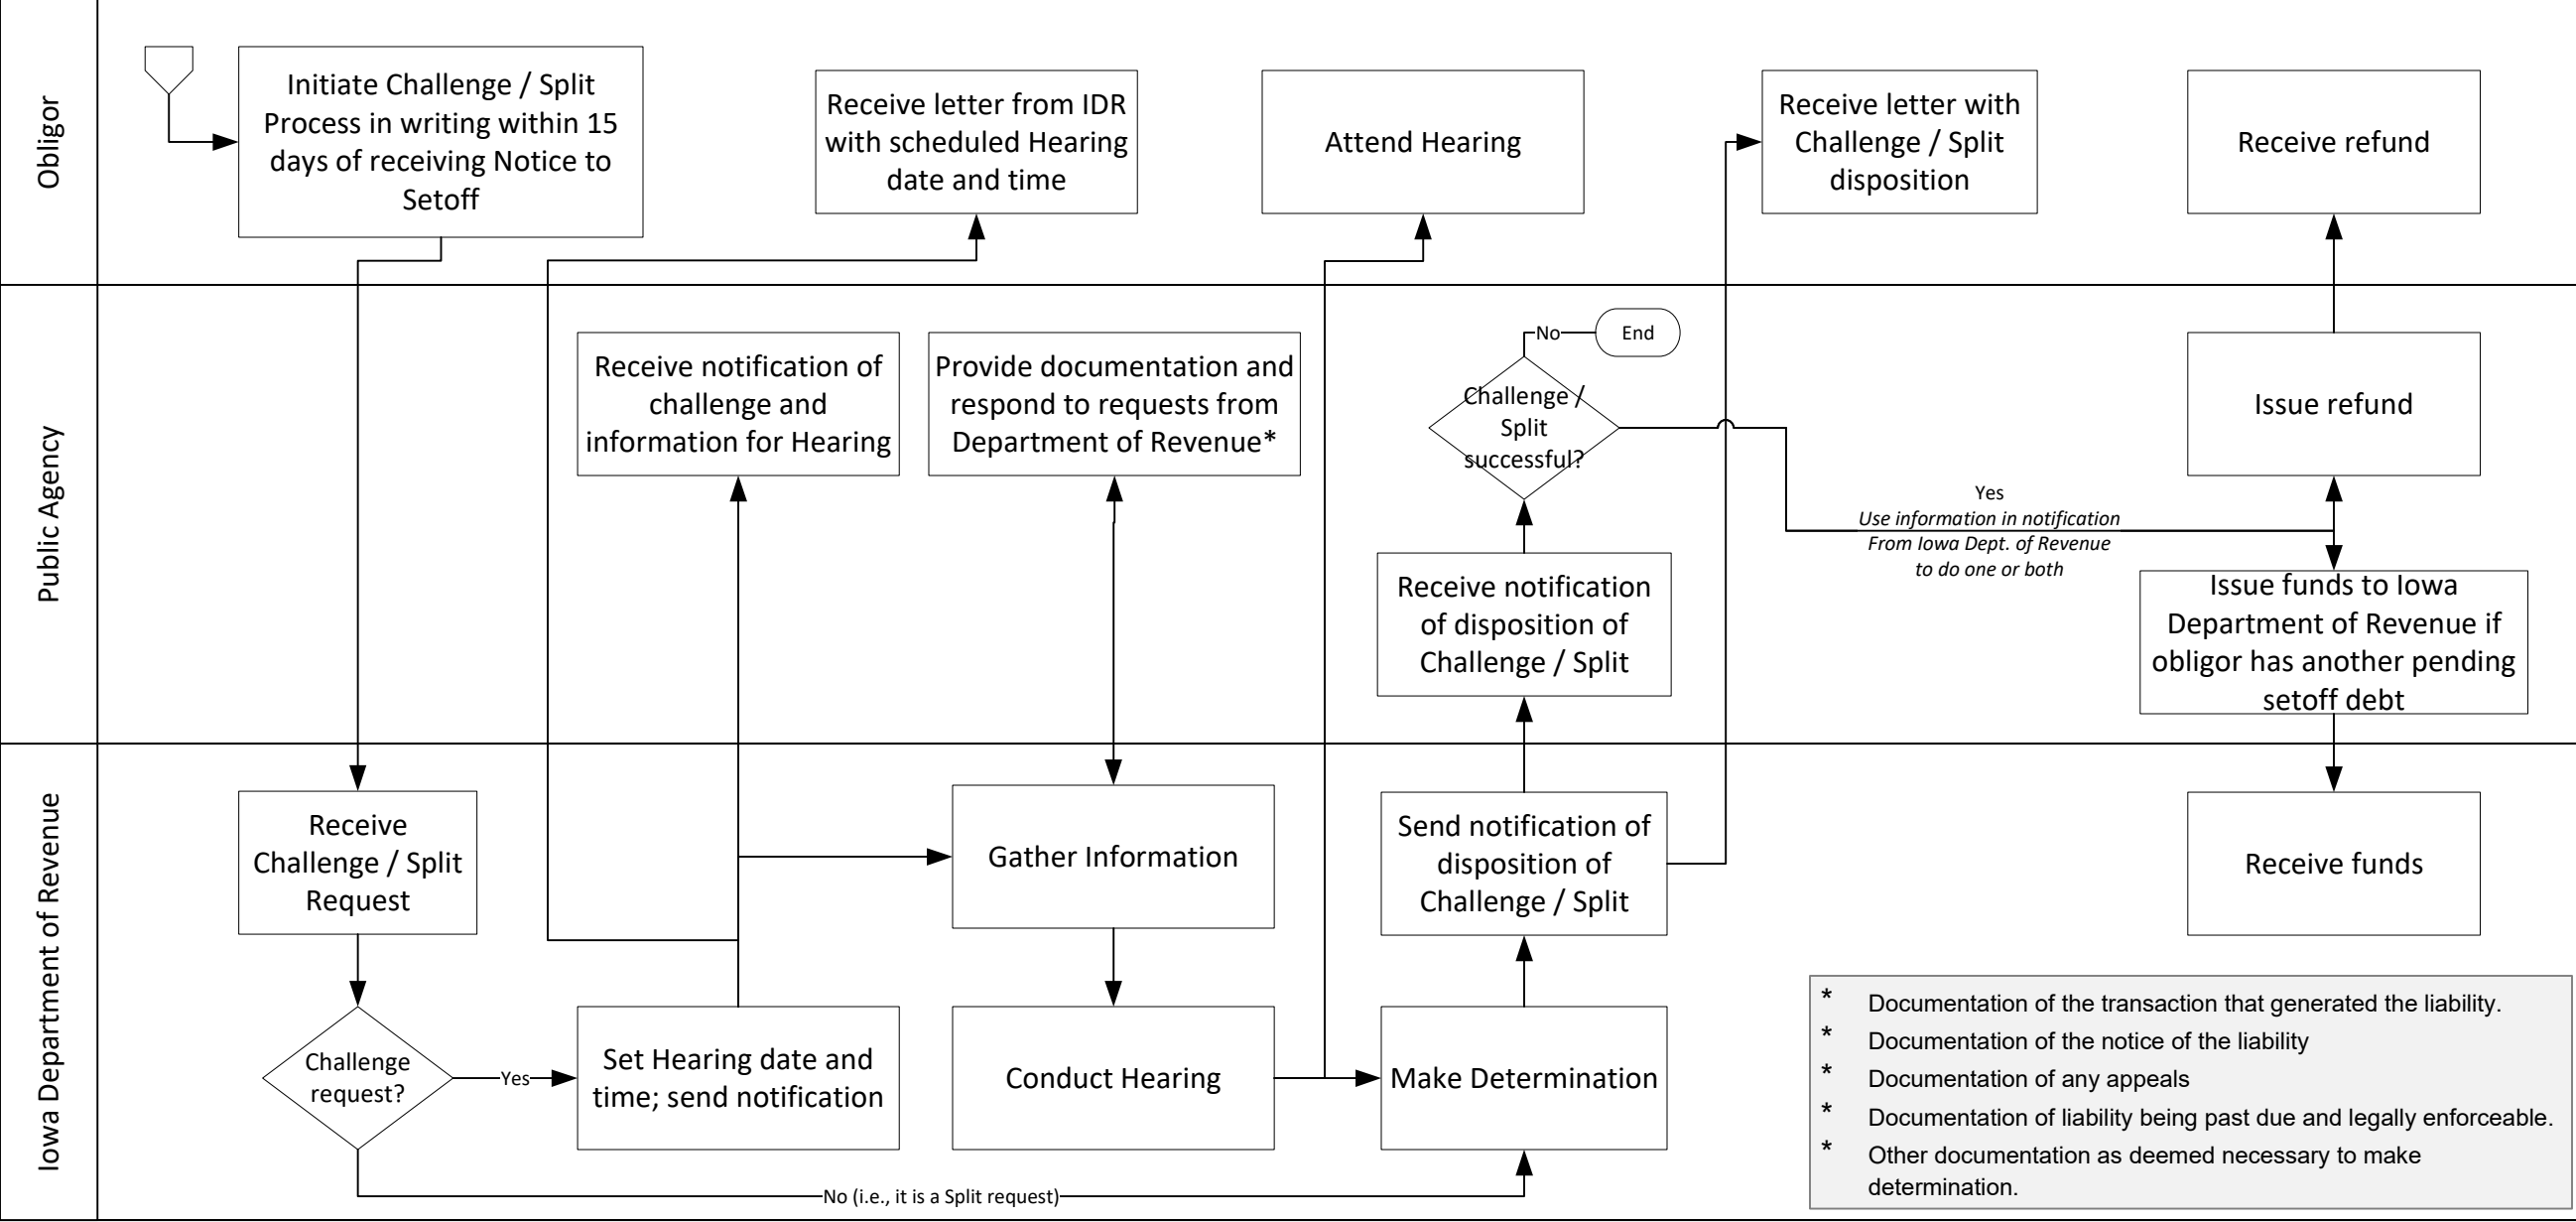 Obligor
Initiate Challenge / Split
Process in writing within 15
days of receiving Notice to
Setoff
Receive letter from IDR
with scheduled Hearing
date and time
Attend Hearing
Receive letter with
Challenge / Split
disposition
Receive refund
Public Agency
Receive notification of
challenge and
information for Hearing
Provide documentation and
respond to requests from
Department of Revenue*
No
End
Challenge /
Split
successful?
Receive notification
of disposition of
Challenge / Split
Yes
Use information in notification
From Iowa Dept. of Revenue
to do one or both
Issue refund
Issue funds to Iowa
Department of Revenue if
obligor has another pending
setoff debt
Iowa Department of Revenue
Receive
Challenge / Split
Request
Challenge
request?
Yes
Set Hearing date and
time; send notification
Gather Information
Conduct Hearing
Send notification of
disposition of
Challenge / Split
Make Determination
No (i.e., it is a Split request)
Receive funds
* Documentation of the transaction that generated the liability.
* Documentation of the notice of the liability
* Documentation of any appeals
* Documentation of liability being past due and legally enforceable.
* Other documentation as deemed necessary to make
determination.